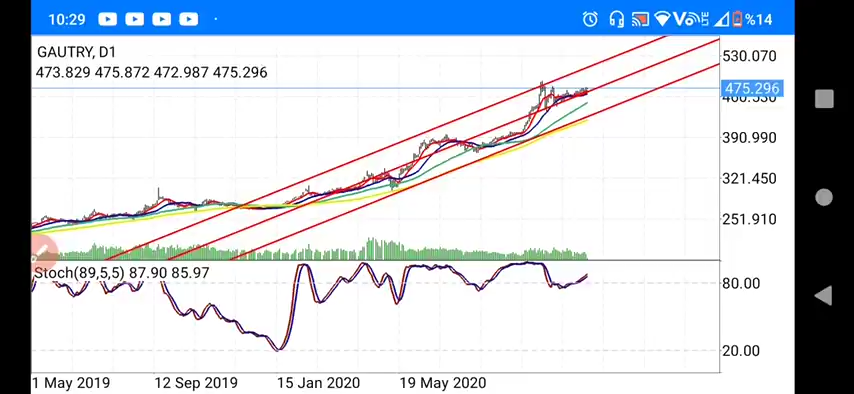 10:29
LTE
%14
GAUTRY, D1
473.829 475.872 472.987 475.296
530.070
475.296
390.990
321.450
251.910
Stoch(89,5,5) 87.90 85.97
80.00
20.00
1 May 2019
12 Sep 2019
15 Jan 2020
19 May 2020